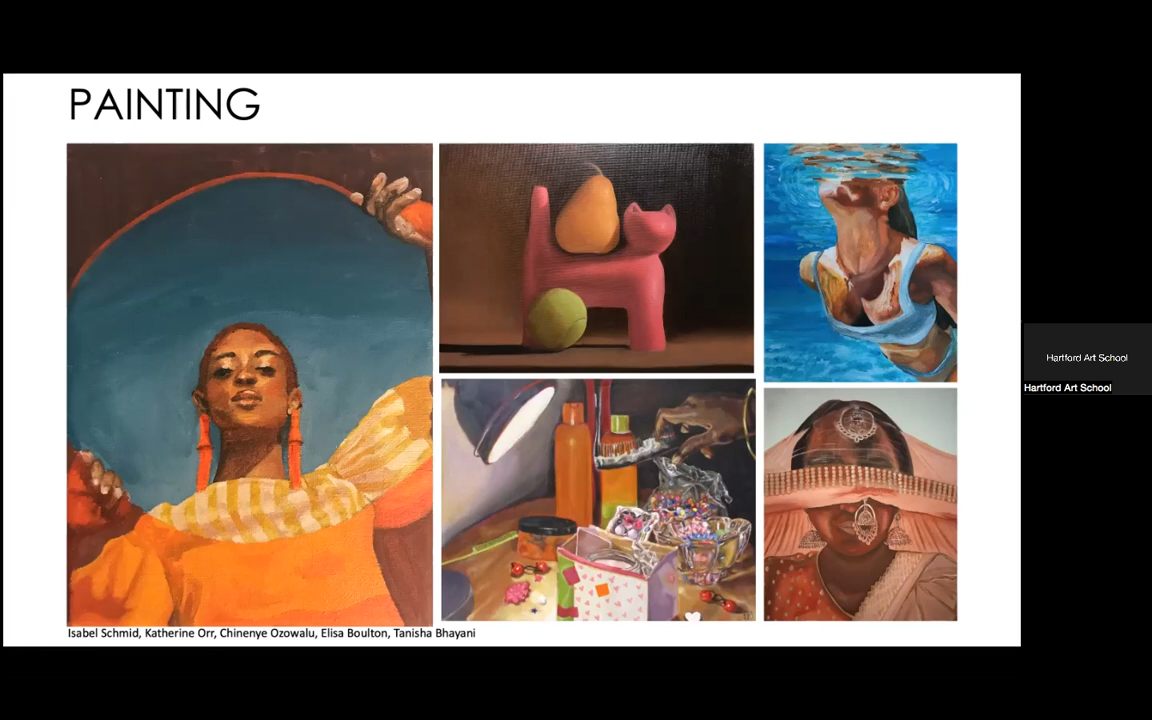 PAINTING
Isabel Schmid, Katherine Orr, Chinenye Ozowalu, Elisa Boulton, Tanisha Bhayani
Hartford Art School
Hartford Art School